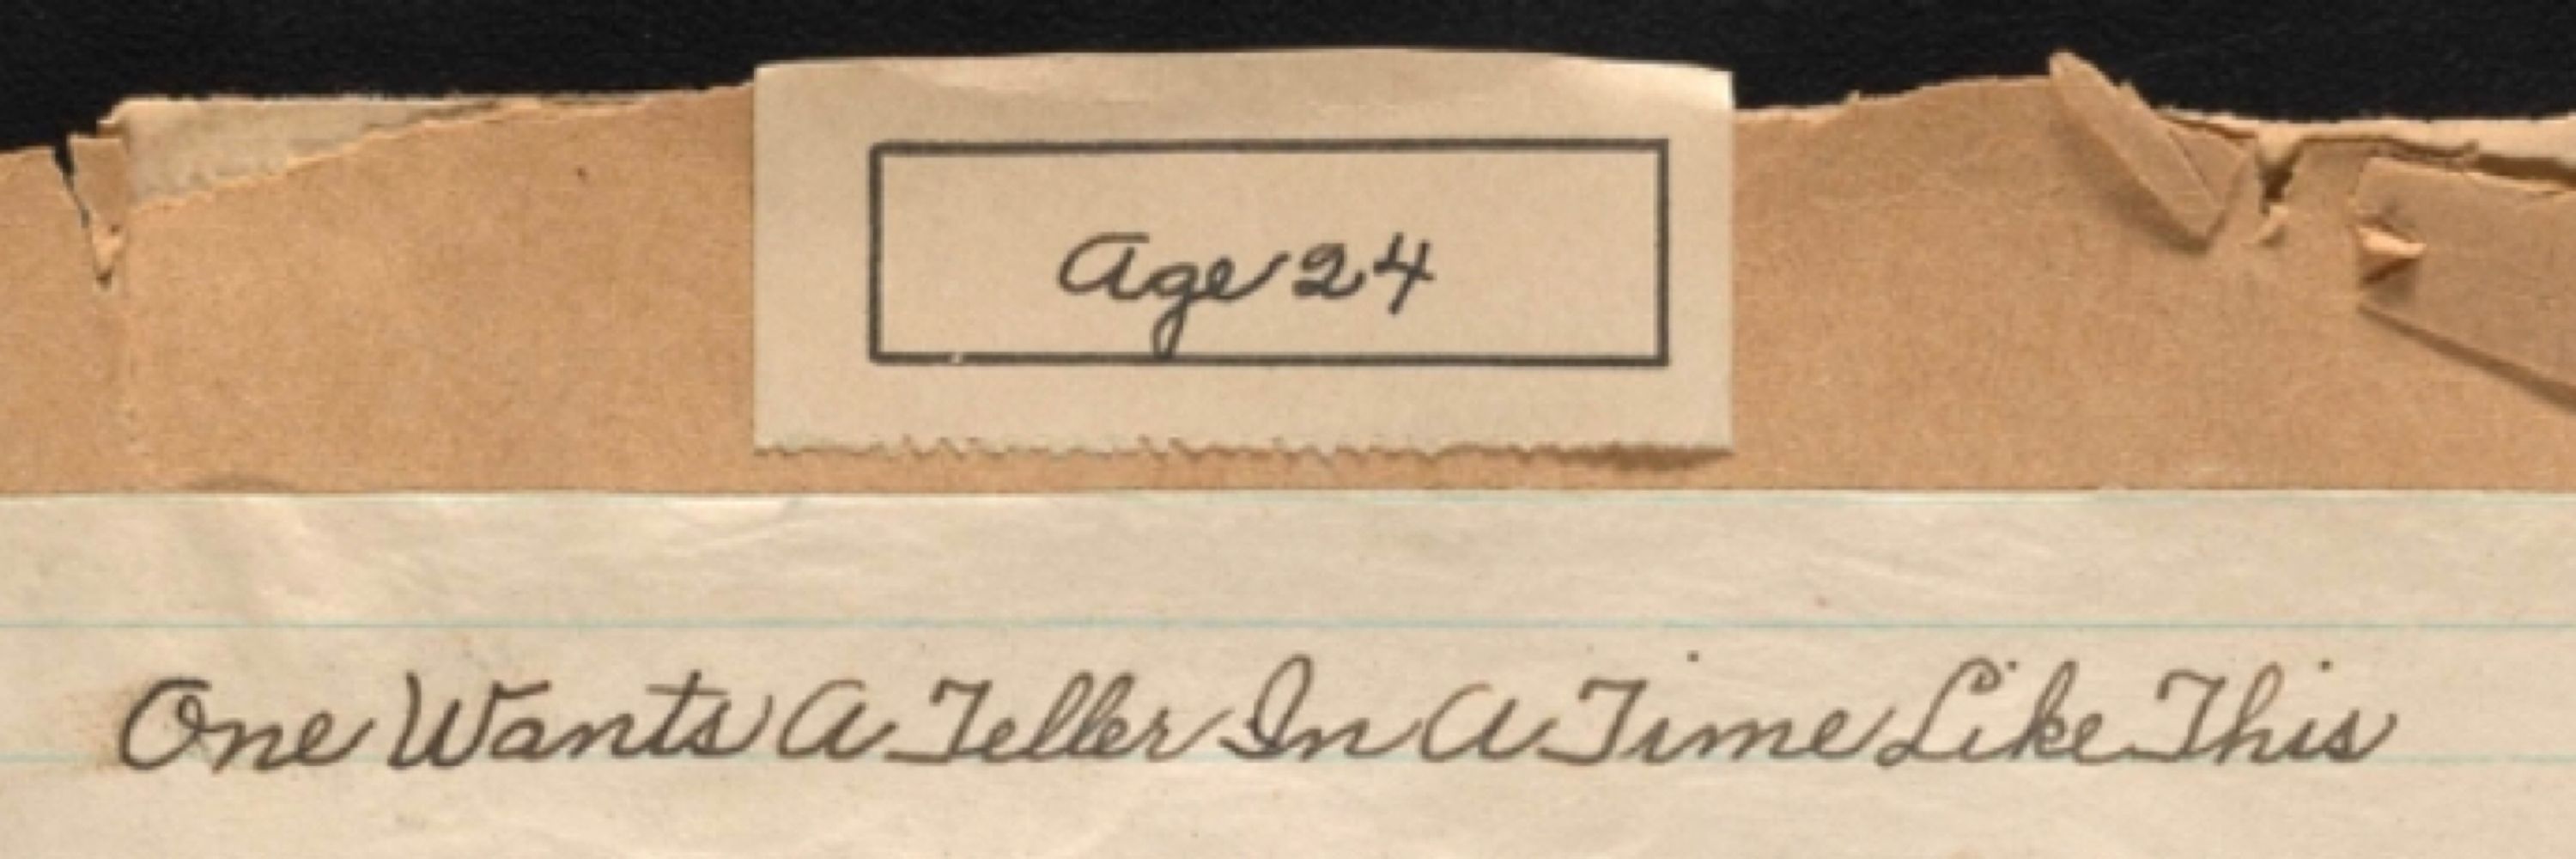 Age 24
One Wants A Teller In A Time Like This